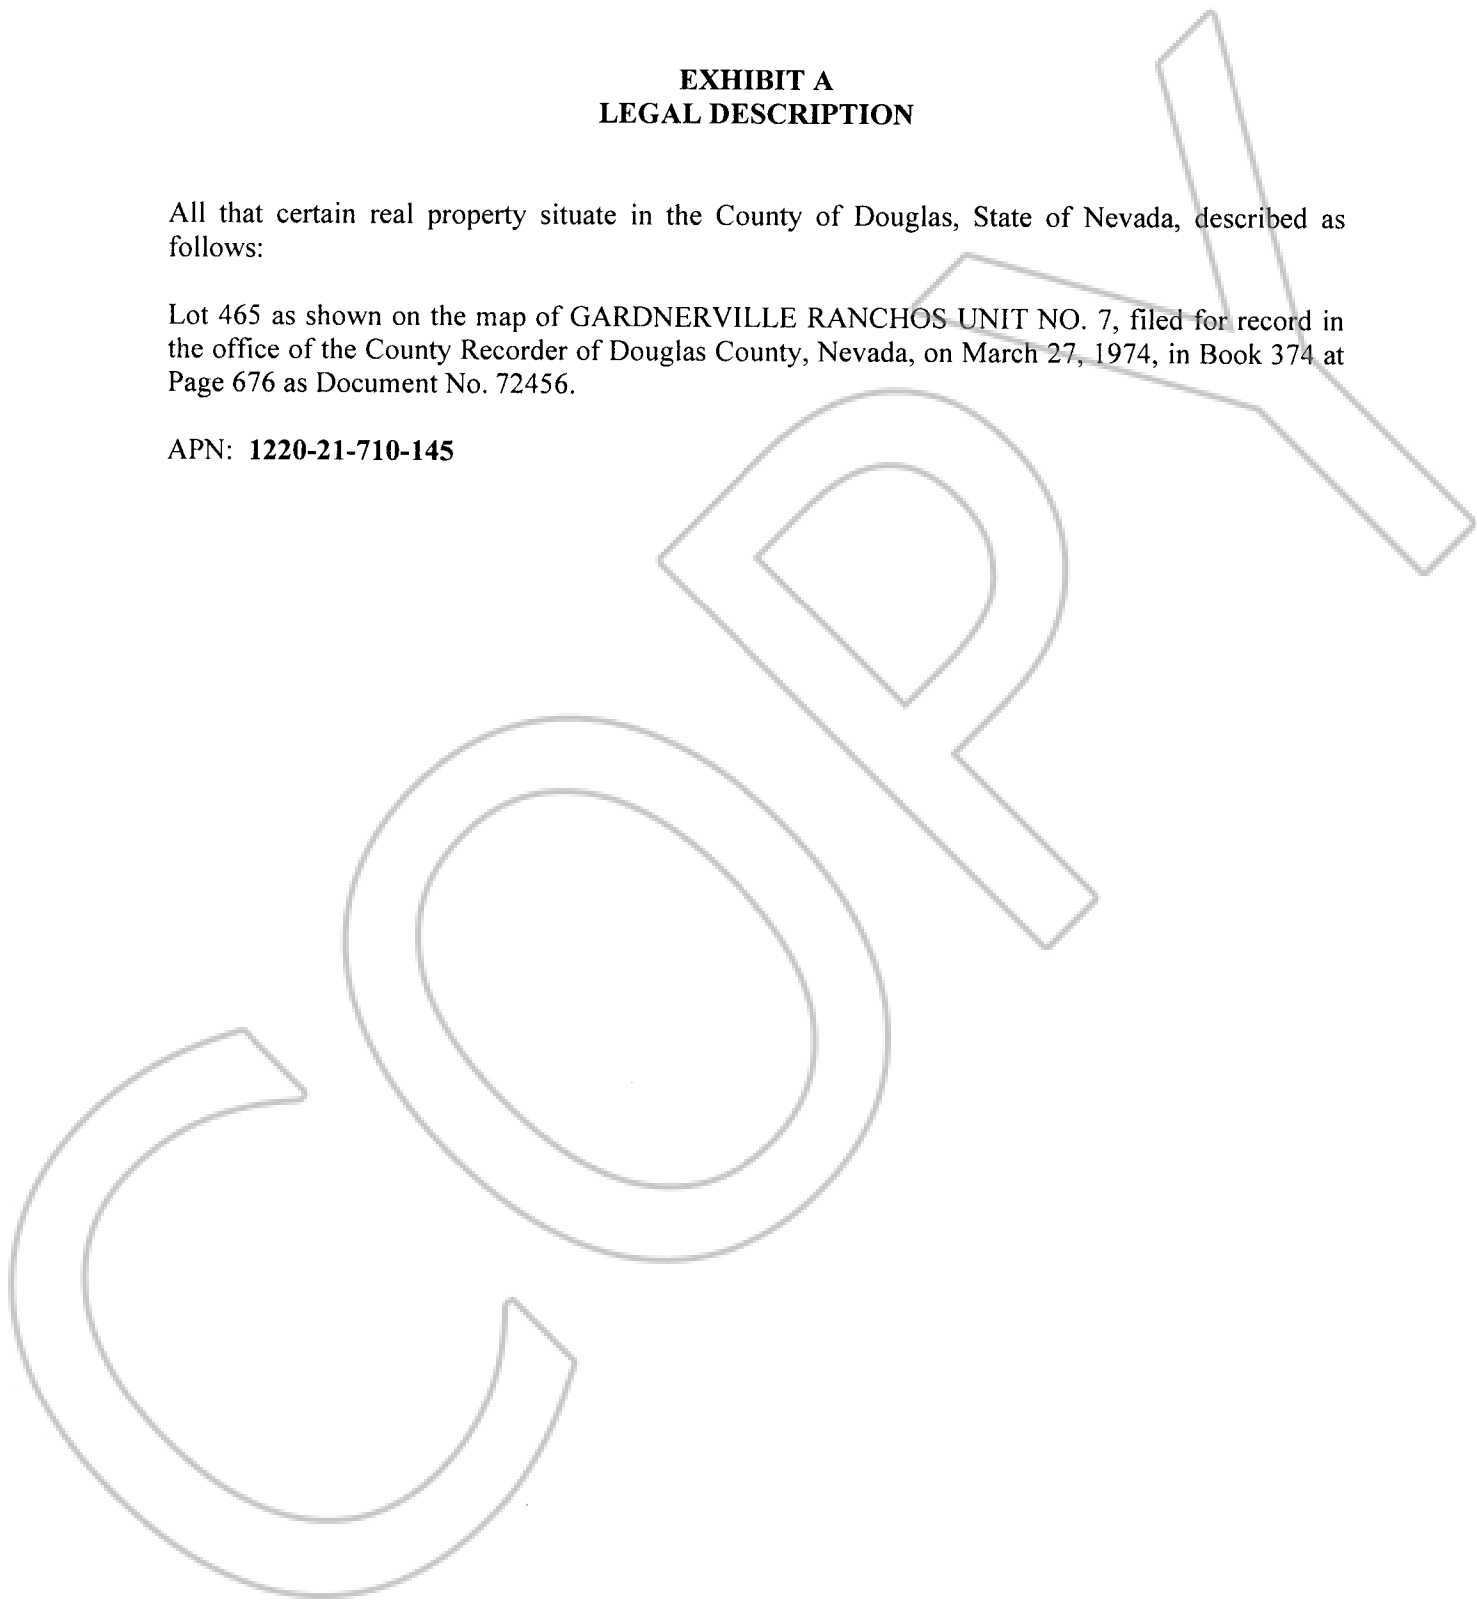 EXHIBIT A
LEGAL DESCRIPTION
All that certain real property situate in the County of Douglas, State of Nevada, described as
follows:
Lot 465 as shown on the map of GARDNERVILLE RANCHOS UNIT NO. 7, filed for record in
the office of the County Recorder of Douglas County, Nevada, on March 27, 1974, in Book 374 at
Page 676 as Document No. 72456.
APN: 1220-21-710-145
COPY